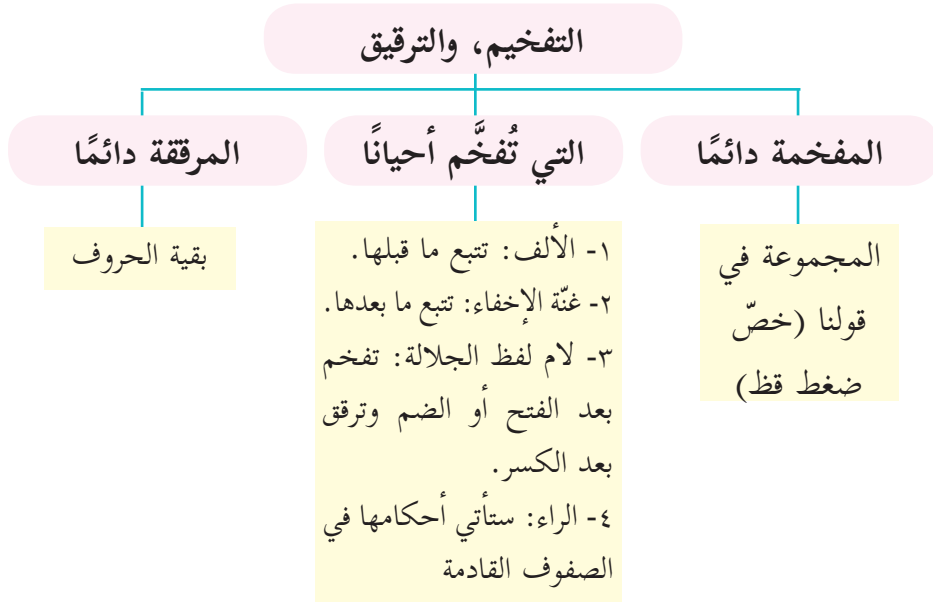 التفخيم، والترقيق
المفخمة دائمًا
المجموعة في
قولنا (خصّ
ضغط قظ)
التي تُفخَّم أحيانًا
١- الألف: تتبع ما قبلها.
٢- غنّة الإخفاء: تتبع ما بعدها.
٣- لام لفظ الجلالة: تفخم
بعد الفتح أو الضم وترقق
بعد الكسر.
٤- الراء: ستأتي أحكامها في
الصفوف القادمة
المرققة دائمًا
بقية الحروف